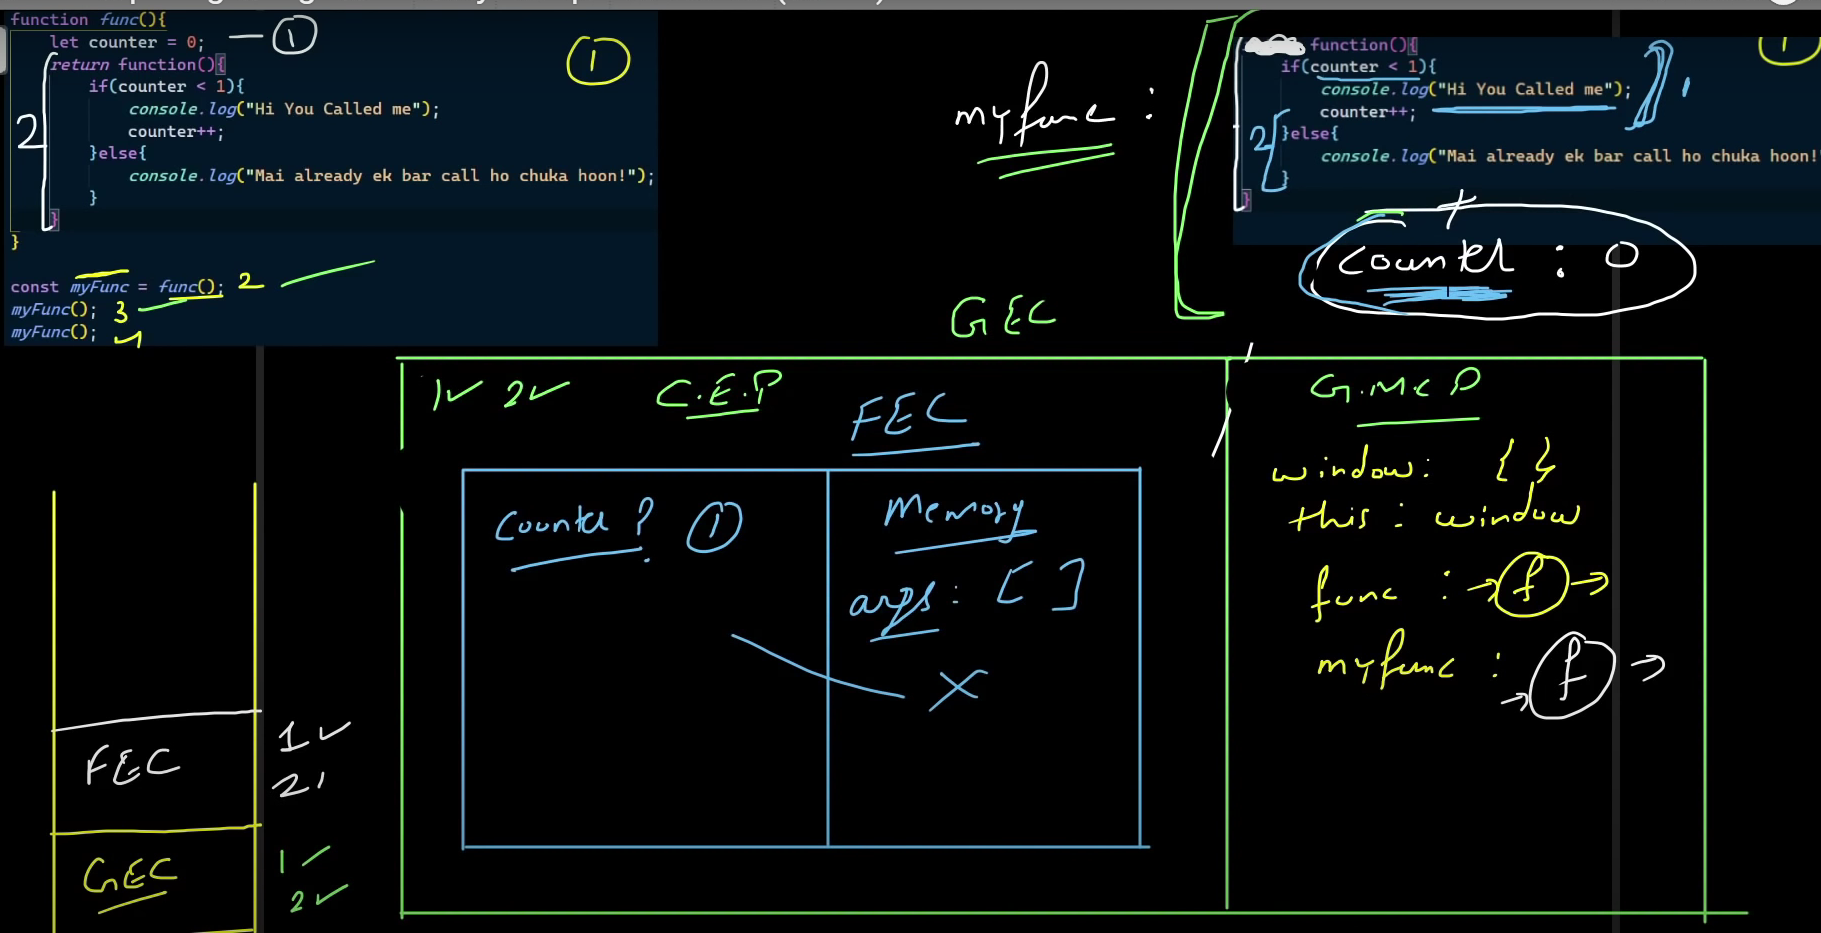 function func(){
let counter = 0; — 1
return function(){
if(counter < 1){
console.log("Hi You Called me");
counter++;
}else{
console.log("Mai already ek bar call ho chuka hoon!");
}
}
}
1
2
const myFunc = func(); 2
myFunc(); 3
myFunc(); 4
myfunc :
function(){
if(counter < 1){
console.log("Hi You Called me");
counter++;
}else{
console.log("Mai already ek bar call ho chuka hoon!
}
}
1
1
2
+
counter : 0
GEC
1✓ 2✓ C.E.P
FEC
counter? 1
Memory
args: [ ]
×
G.M.C P
window: { }
this : window
func : → f →
myfunc : → f →
FEC
1✓
2
GEC
1✓
2✓